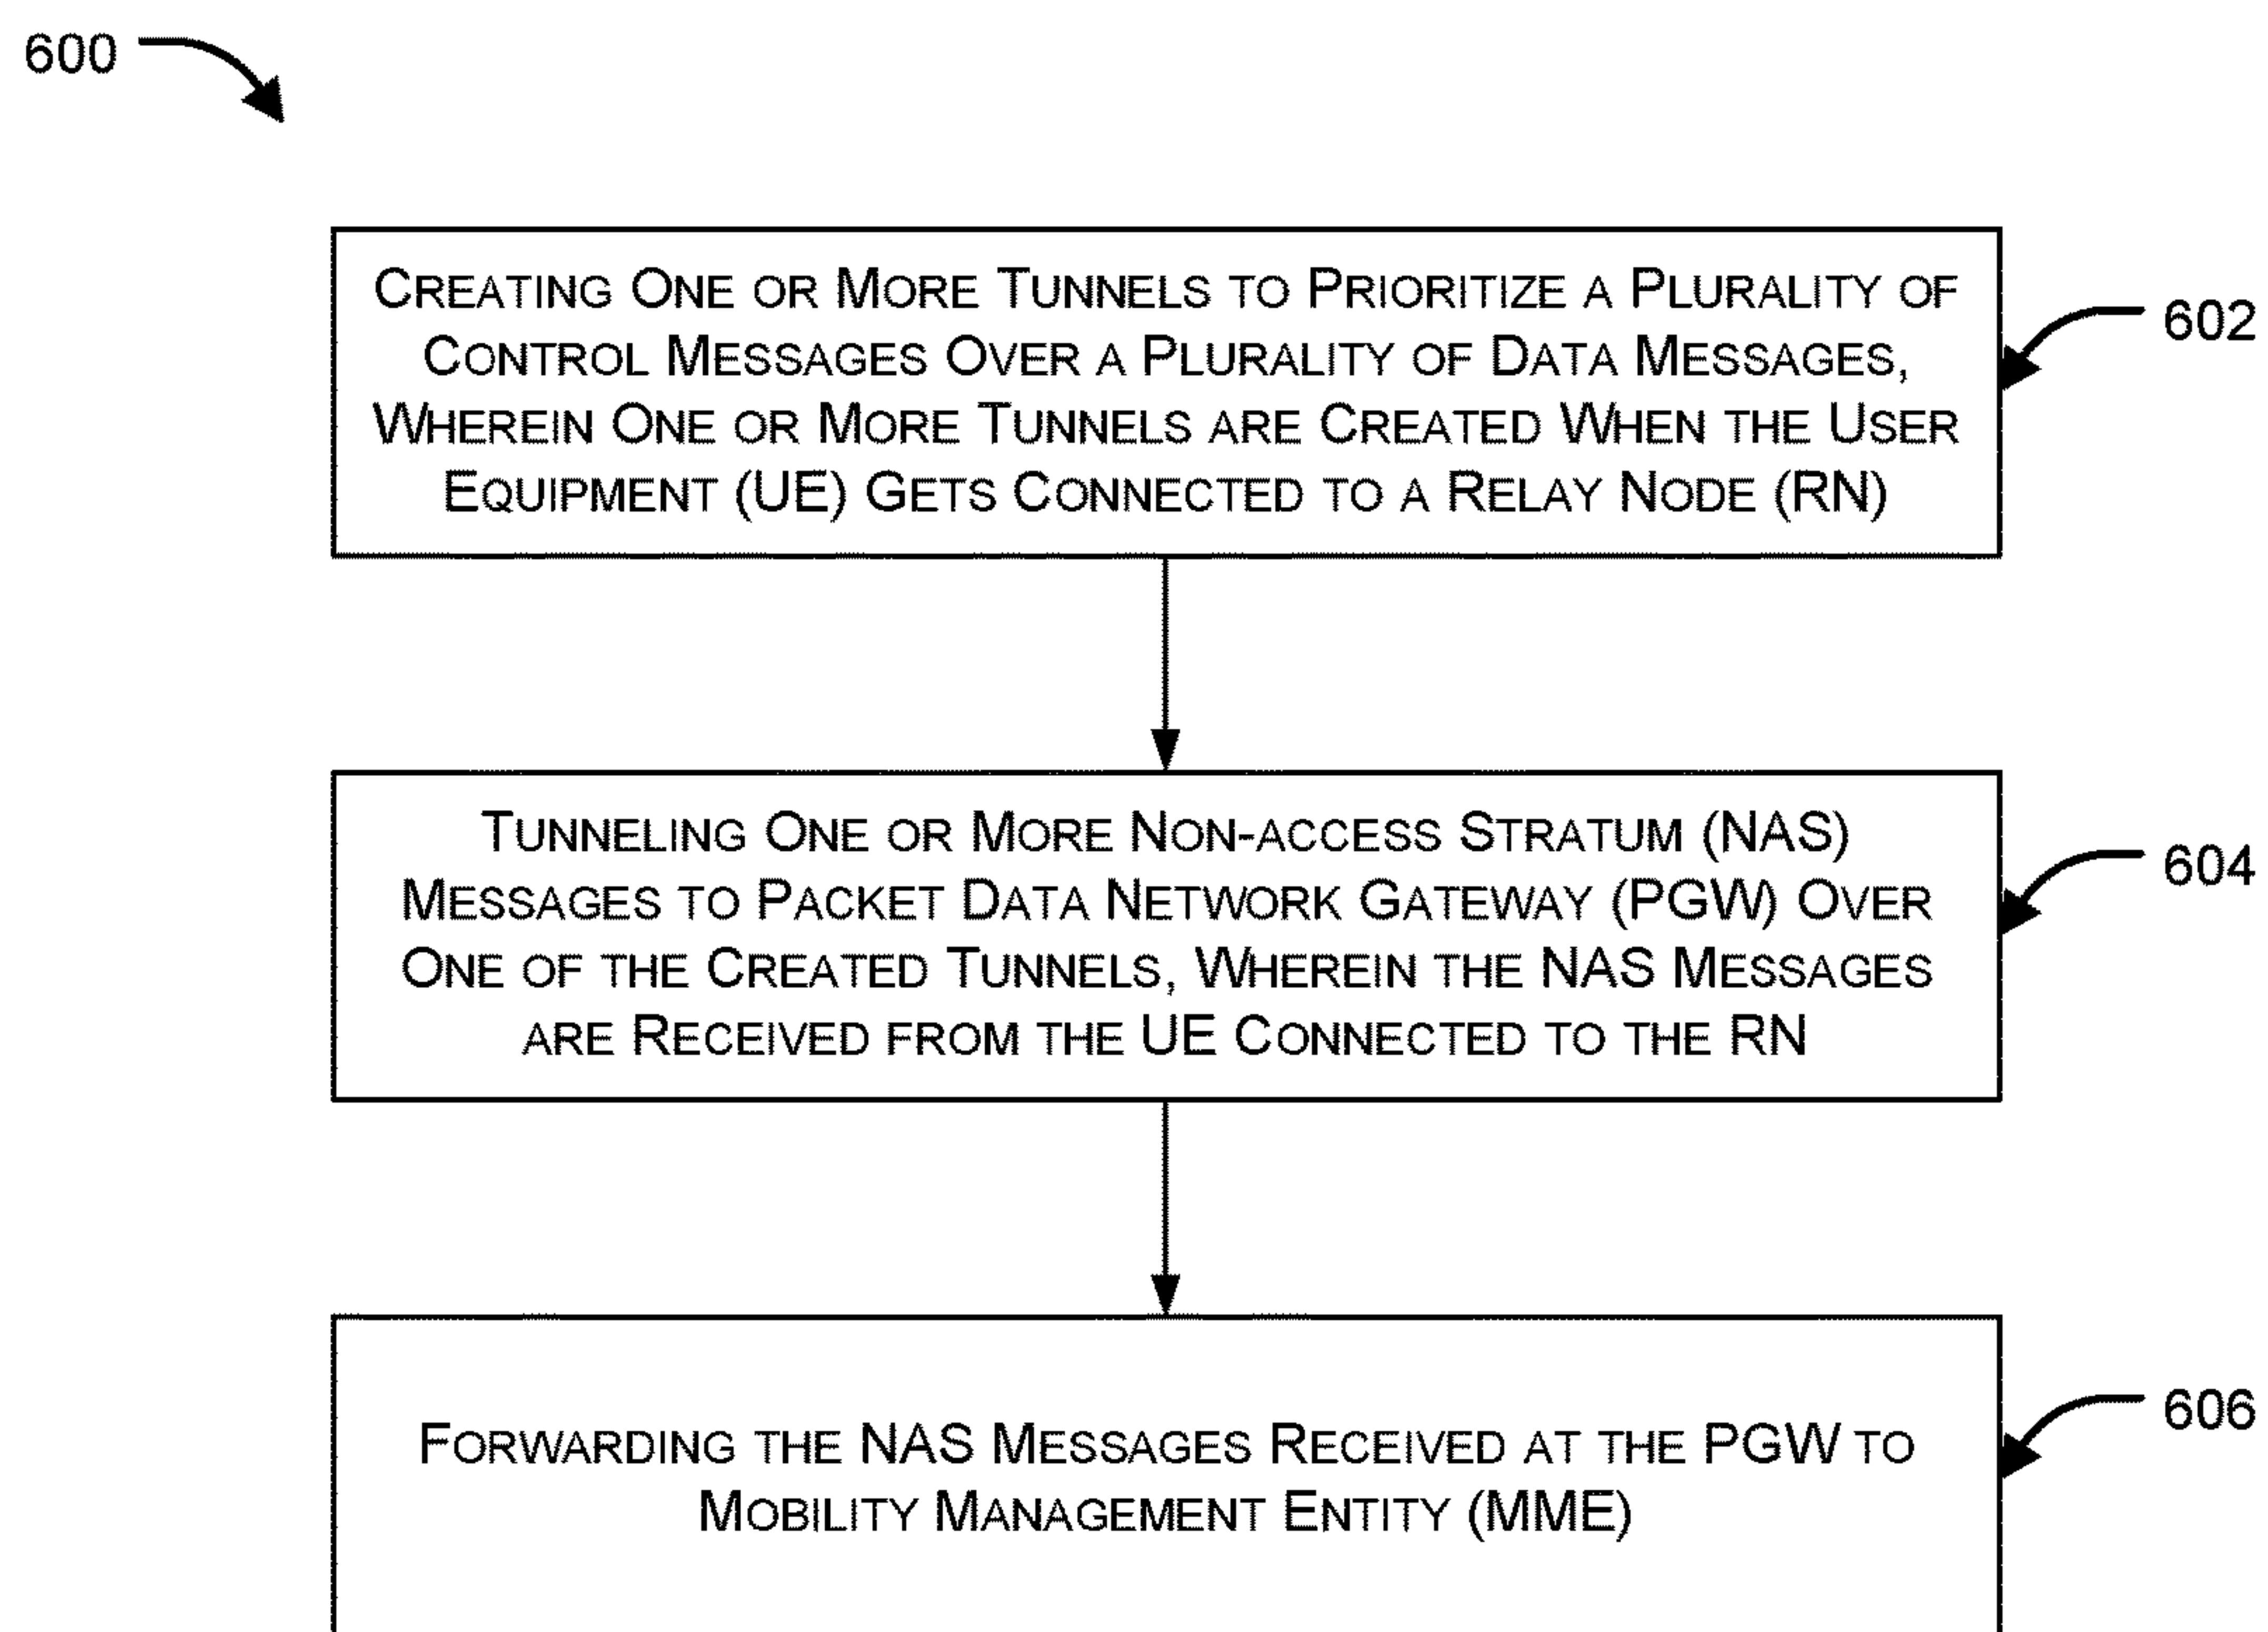 600
Creating One or More Tunnels to Prioritize a Plurality of
Control Messages Over a Plurality of Data Messages,
Wherein One or More Tunnels are Created When the User
Equipment (UE) Gets Connected to a Relay Node (RN)
602
Tunneling One or More Non-access Stratum (NAS)
Messages to Packet Data Network Gateway (PGW) Over
One of the Created Tunnels, Wherein the NAS Messages
are Received from the UE Connected to the RN
604
Forwarding the NAS Messages Received at the PGW to
Mobility Management Entity (MME)
606